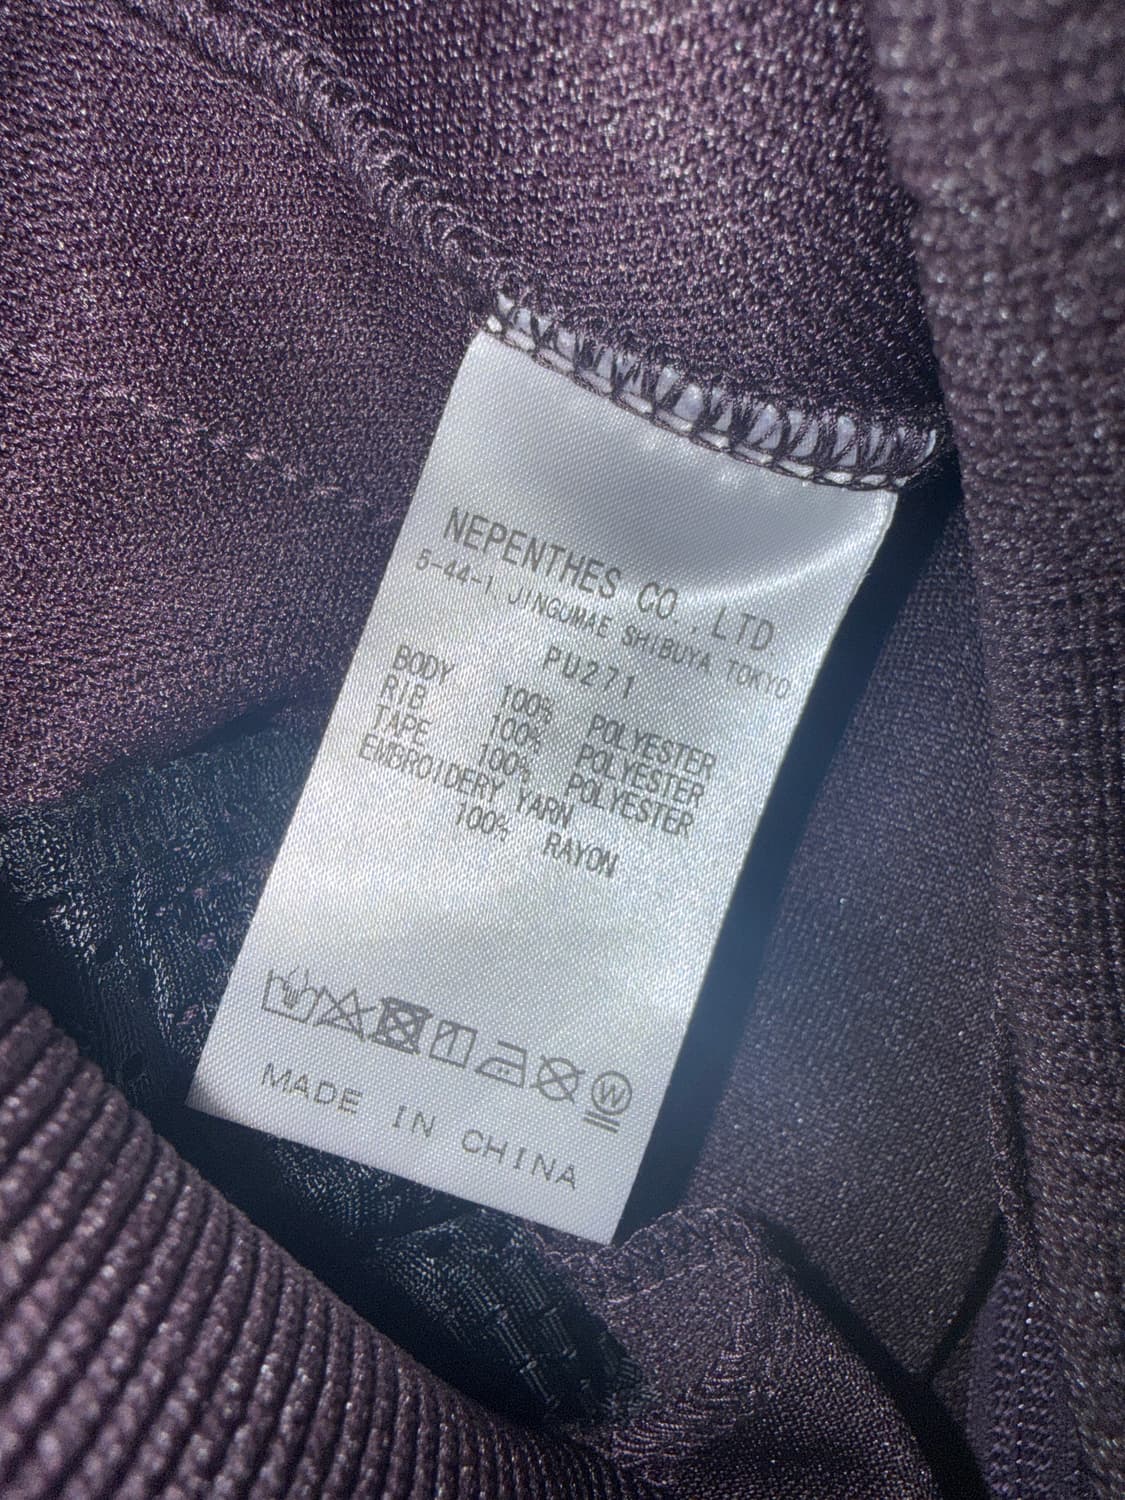 NEPENTHES CO.,LTD.
5-44-1, JINGUMAE SHIBUYA TOKYO
PU271
BODY 100% POLYESTER
RIB 100% POLYESTER
TAPE 100% POLYESTER
EMBROIDERY YARN
100% RAYON
W
MADE IN CHINA